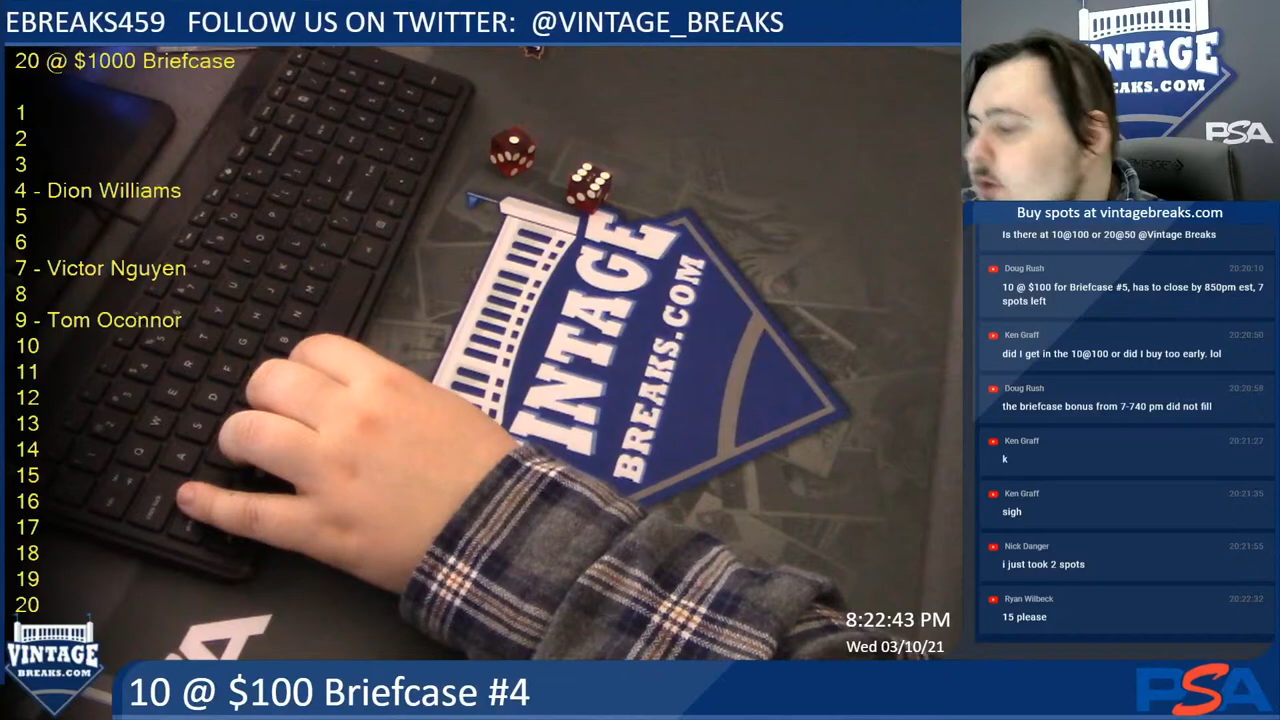 EBREAKS459 FOLLOW US ON TWITTER: @VINTAGE_BREAKS
20 @ $1000 Briefcase
1
2
3
4 - Dion Williams
5
6
7 - Victor Nguyen
8
9 - Tom Oconnor
10
11
12
13
14
15
16
17
18
19
20
VINTAGE
BREAKS.COM
VINTAGE
BREAKS.COM
8:22:43 PM
Wed 03/10/21
10 @ $100 Briefcase #4
PSA
Buy spots at vintagebreaks.com
Is there at 10@100 or 20@50 @Vintage Breaks
Doug Rush 20:20:10
10 @ $100 for Briefcase #5, has to close by 850pm est, 7
spots left
Ken Graff 20:20:50
did I get in the 10@100 or did I buy too early. lol
Doug Rush 20:20:58
the briefcase bonus from 7-740 pm did not fill
Ken Graff 20:21:27
k
Ken Graff 20:21:35
sigh
Nick Danger 20:21:55
i just took 2 spots
Ryan Wilbeck 20:22:32
15 please
PSA